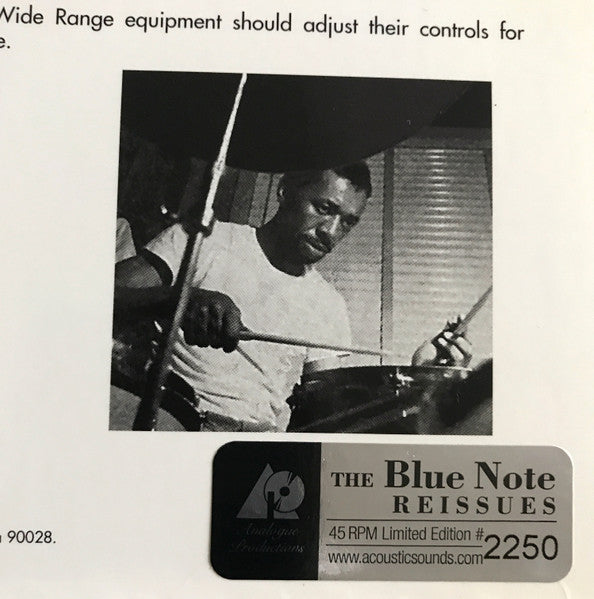 Wide Range equipment should adjust their controls for
e.
THE Blue Note
REISSUES
45 RPM Limited Edition #
2250
www.acousticsounds.com
Analogue
Productions
90028.